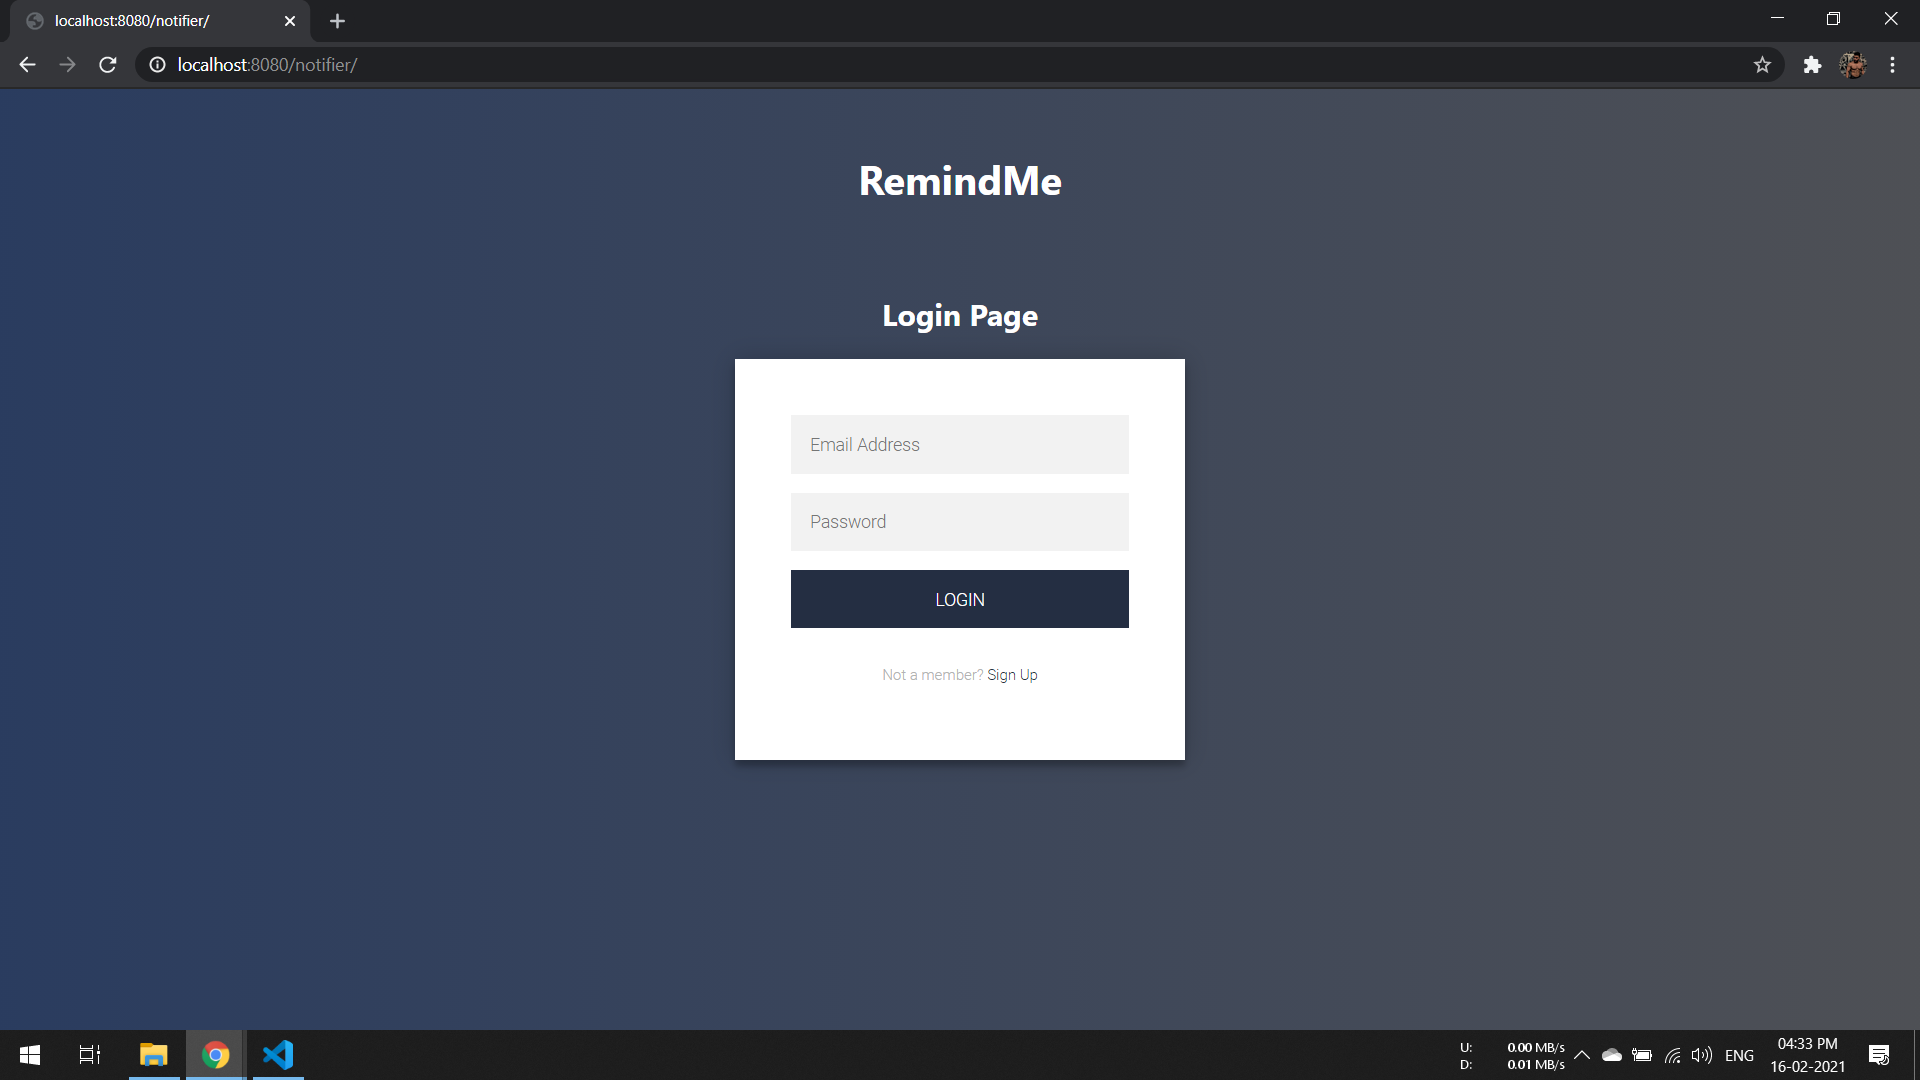 localhost:8080/notifier/
localhost:8080/notifier/
RemindMe
Login Page
Email Address
Password
LOGIN
Not a member? Sign Up
U: 0.00 MB/s
D: 0.01 MB/s
ENG
04:33 PM
16-02-2021